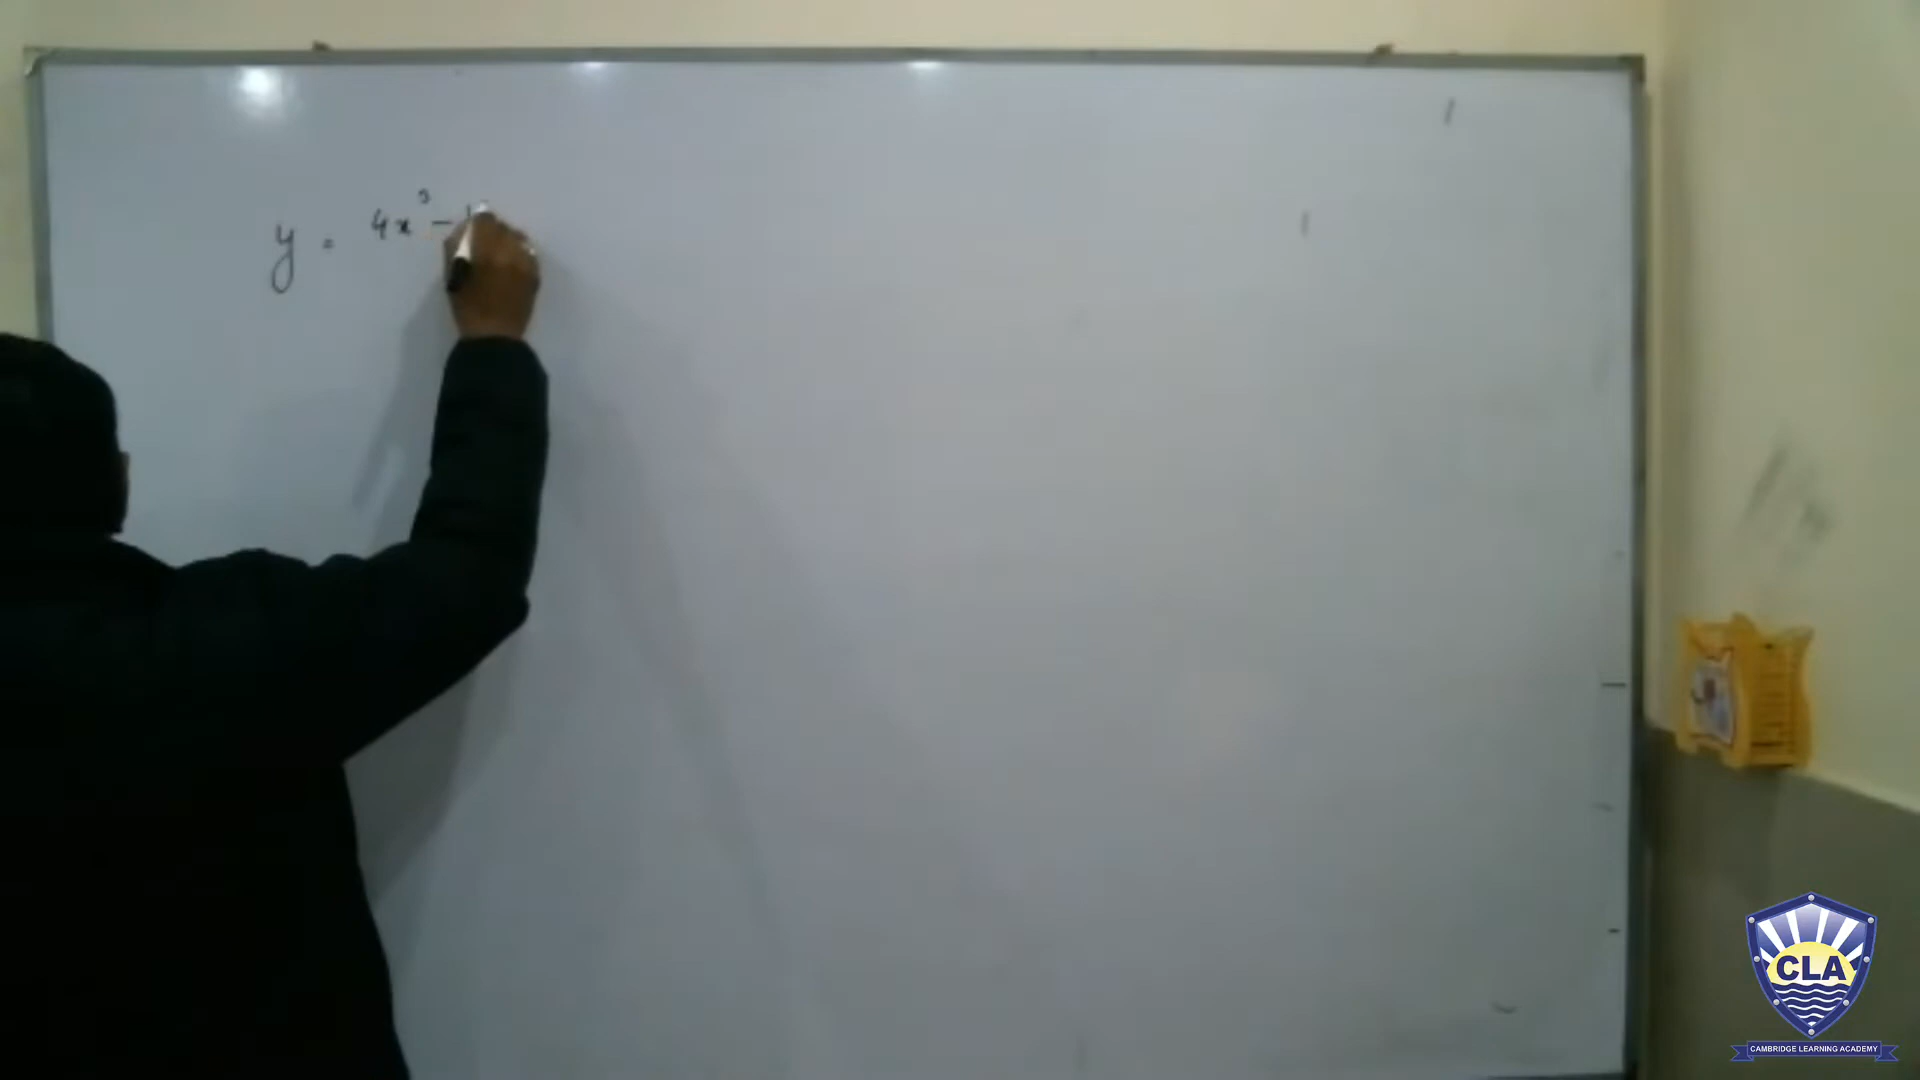 y = 4x³ –
CLA
CAMBRIDGE LEARNING ACADEMY